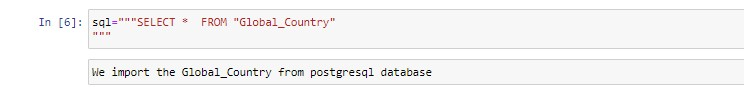 In [6]: sql="""SELECT *  FROM "Global_Country"
"""
We import the Global_Country from postgresql database